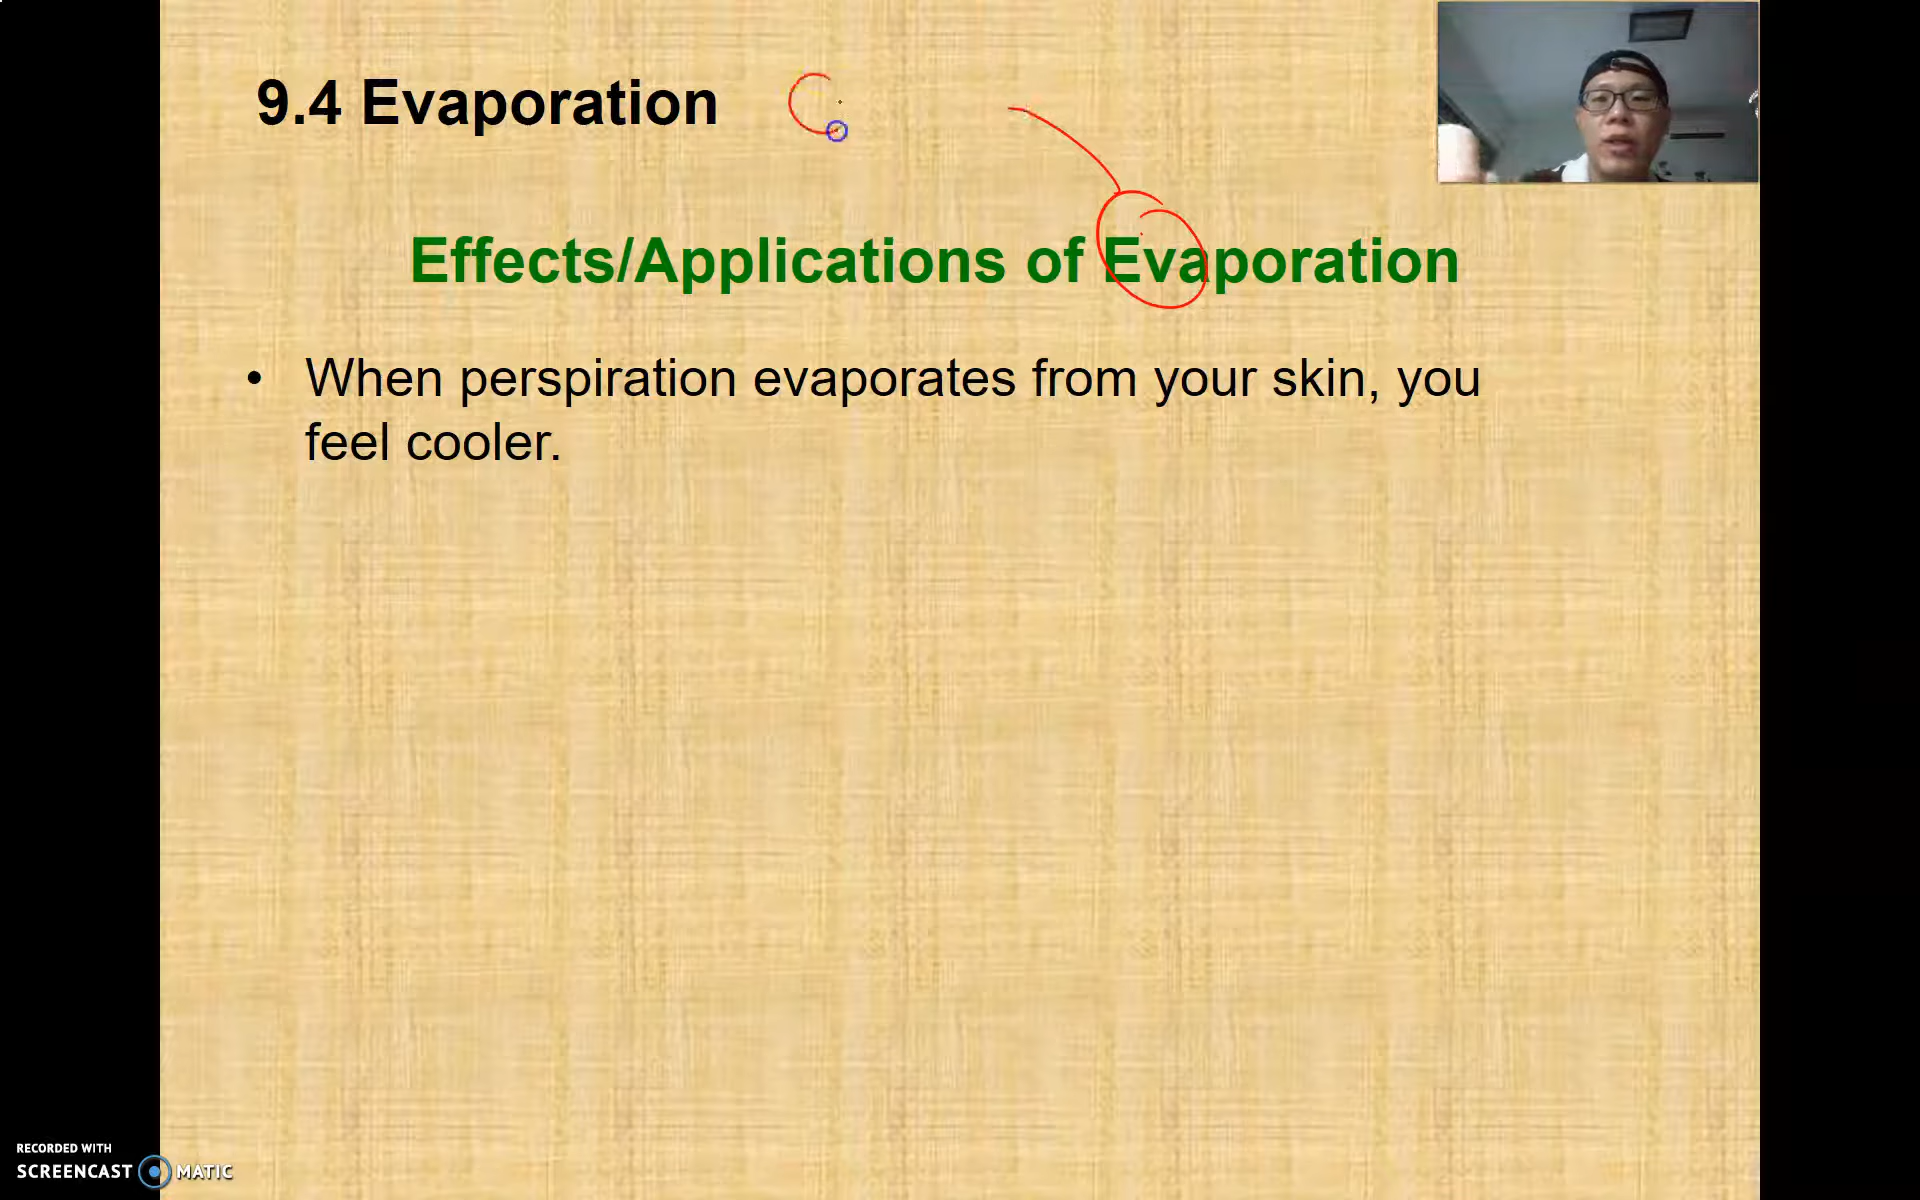 9.4 Evaporation
Effects/Applications of Evaporation
• When perspiration evaporates from your skin, you
feel cooler.
RECORDED WITH
SCREENCAST MATIC